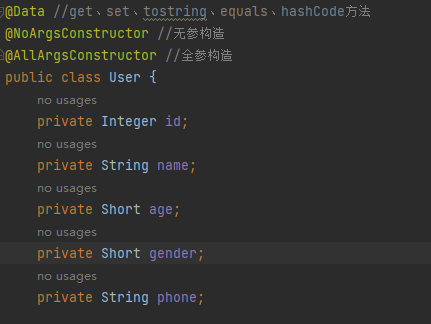 @Data //get、set、tostring、equals、hashCode方法
@NoArgsConstructor //无参构造
@AllArgsConstructor //全参构造
public class User {
no usages
private Integer id;
no usages
private String name;
no usages
private Short age;
no usages
private Short gender;
no usages
private String phone;